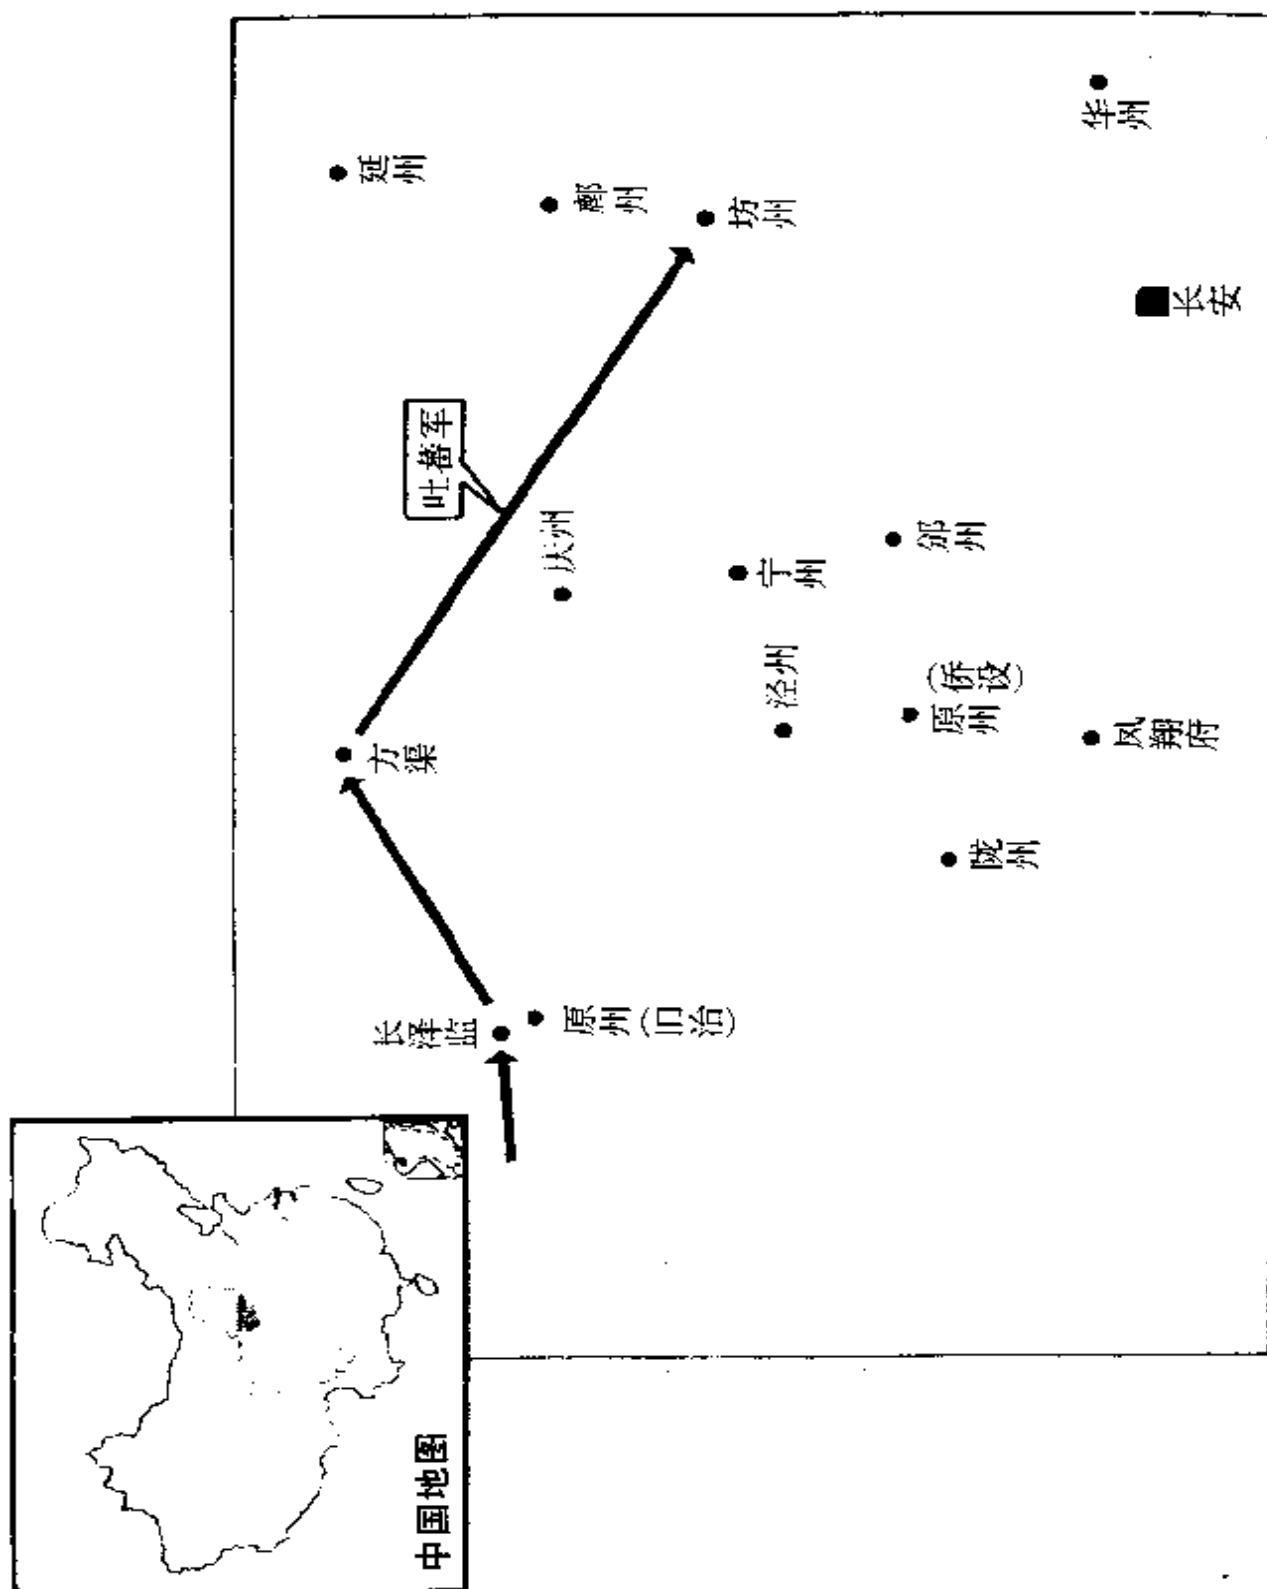 延州
鄜州
坊州
华州
长安
吐蕃军
庆州
宁州
邠州
方渠
泾州
(侨设)
原州
凤翔府
陇州
长泽监
原州(旧治)
中国地图